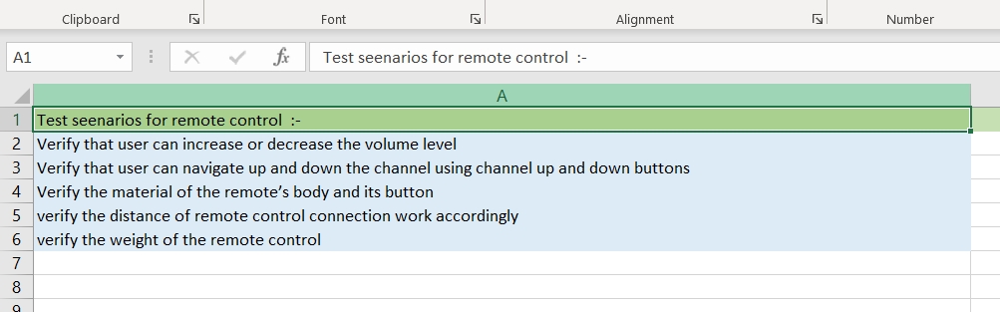 Clipboard Font Alignment Number
A1 fx Test seenarios for remote control :-
A
1 Test seenarios for remote control :-
2 Verify that user can increase or decrease the volume level
3 Verify that user can navigate up and down the channel using channel up and down buttons
4 Verify the material of the remote’s body and its button
5 verify the distance of remote control connection work accordingly
6 verify the weight of the remote control
7
8
9